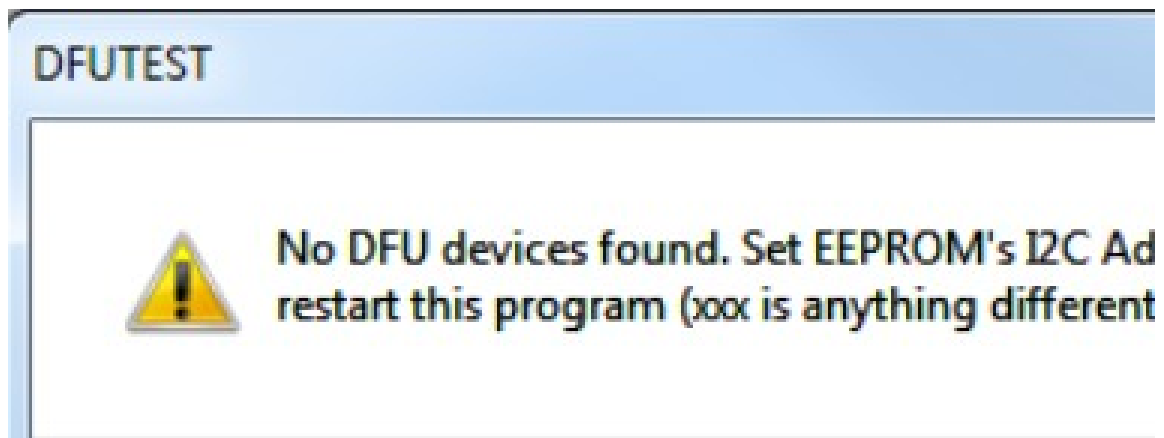 DFUTEST
No DFU devices found. Set EEPROM's I2C Ad
restart this program (xxx is anything different